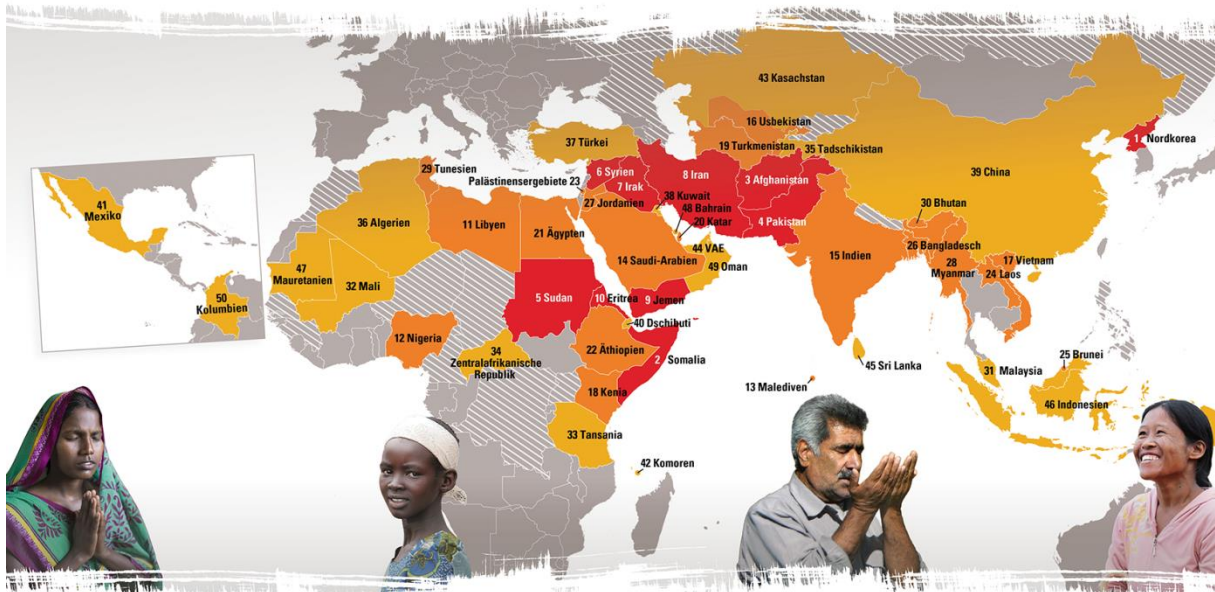 43 Kasachstan
16 Usbekistan
37 Türkei
19 Turkmenistan
35 Tadschikistan
1 Nordkorea
29 Tunesien
6 Syrien
8 Iran
3 Afghanistan
39 China
Palästinensergebiete 23
7 Irak
38 Kuwait
27 Jordanien
48 Bahrain
30 Bhutan
41
Mexiko
36 Algerien
11 Libyen
21 Ägypten
20 Katar
4 Pakistan
44 VAE
26 Bangladesch
15 Indien
14 Saudi-Arabien
49 Oman
28
Myanmar
17 Vietnam
24 Laos
47
Mauretanien
32 Mali
50
Kolumbien
5 Sudan
10 Eritrea
9 Jemen
40 Dschibuti
12 Nigeria
34
Zentralafrikanische
Republik
22 Äthiopien
2 Somalia
45 Sri Lanka
25 Brunei
31 Malaysia
18 Kenia
13 Malediven
46 Indonesien
33 Tansania
42 Komoren